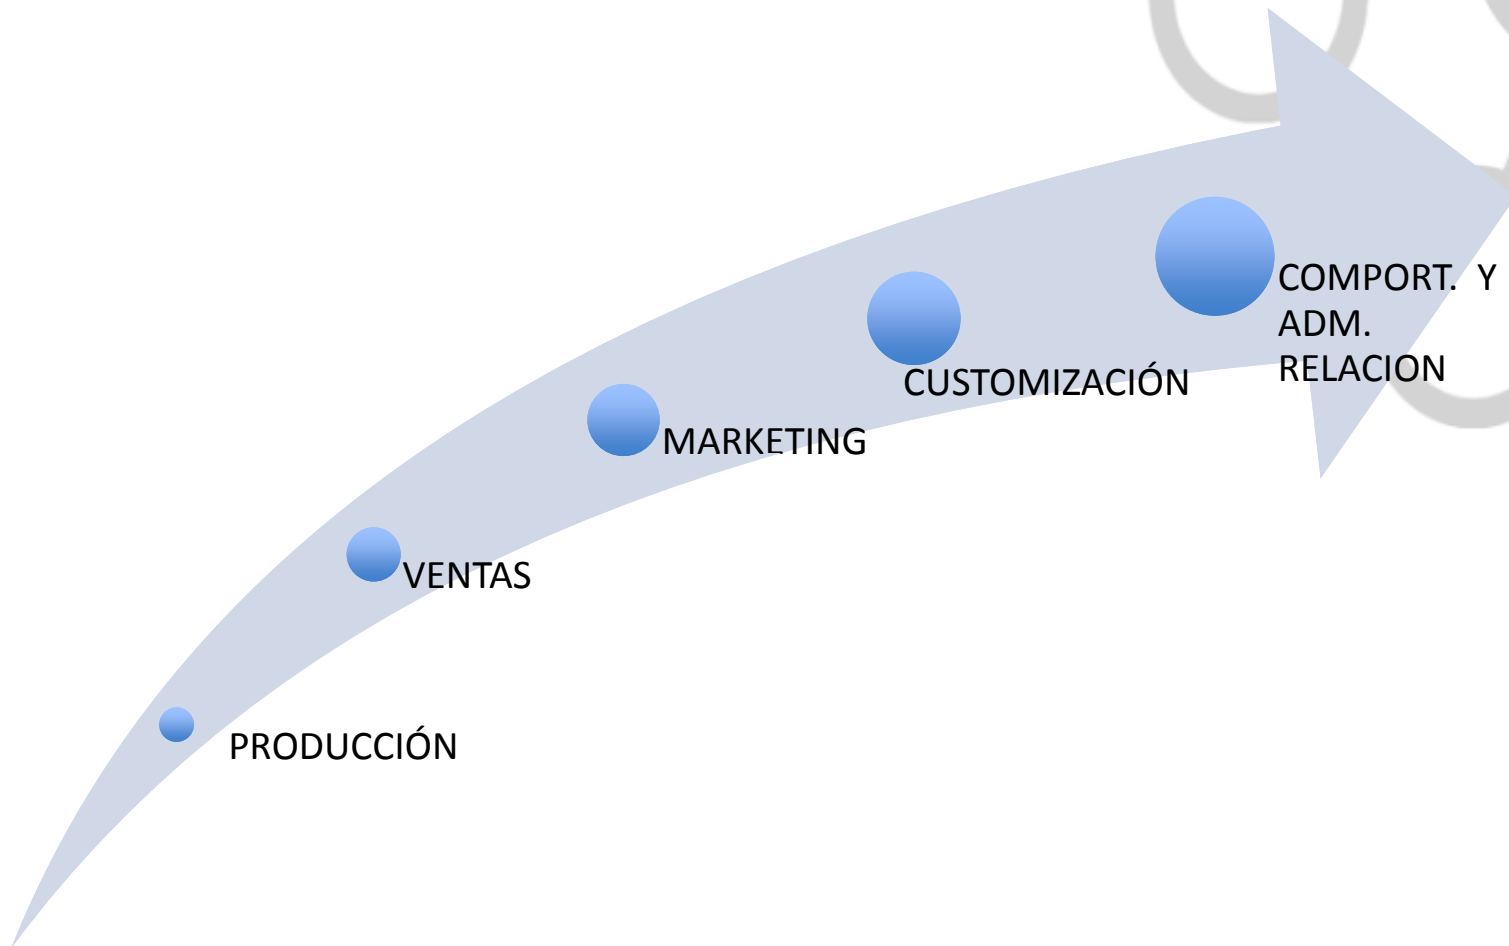 COMPORT. Y
ADM.
RELACION
CUSTOMIZACIÓN
MARKETING
VENTAS
PRODUCCIÓN